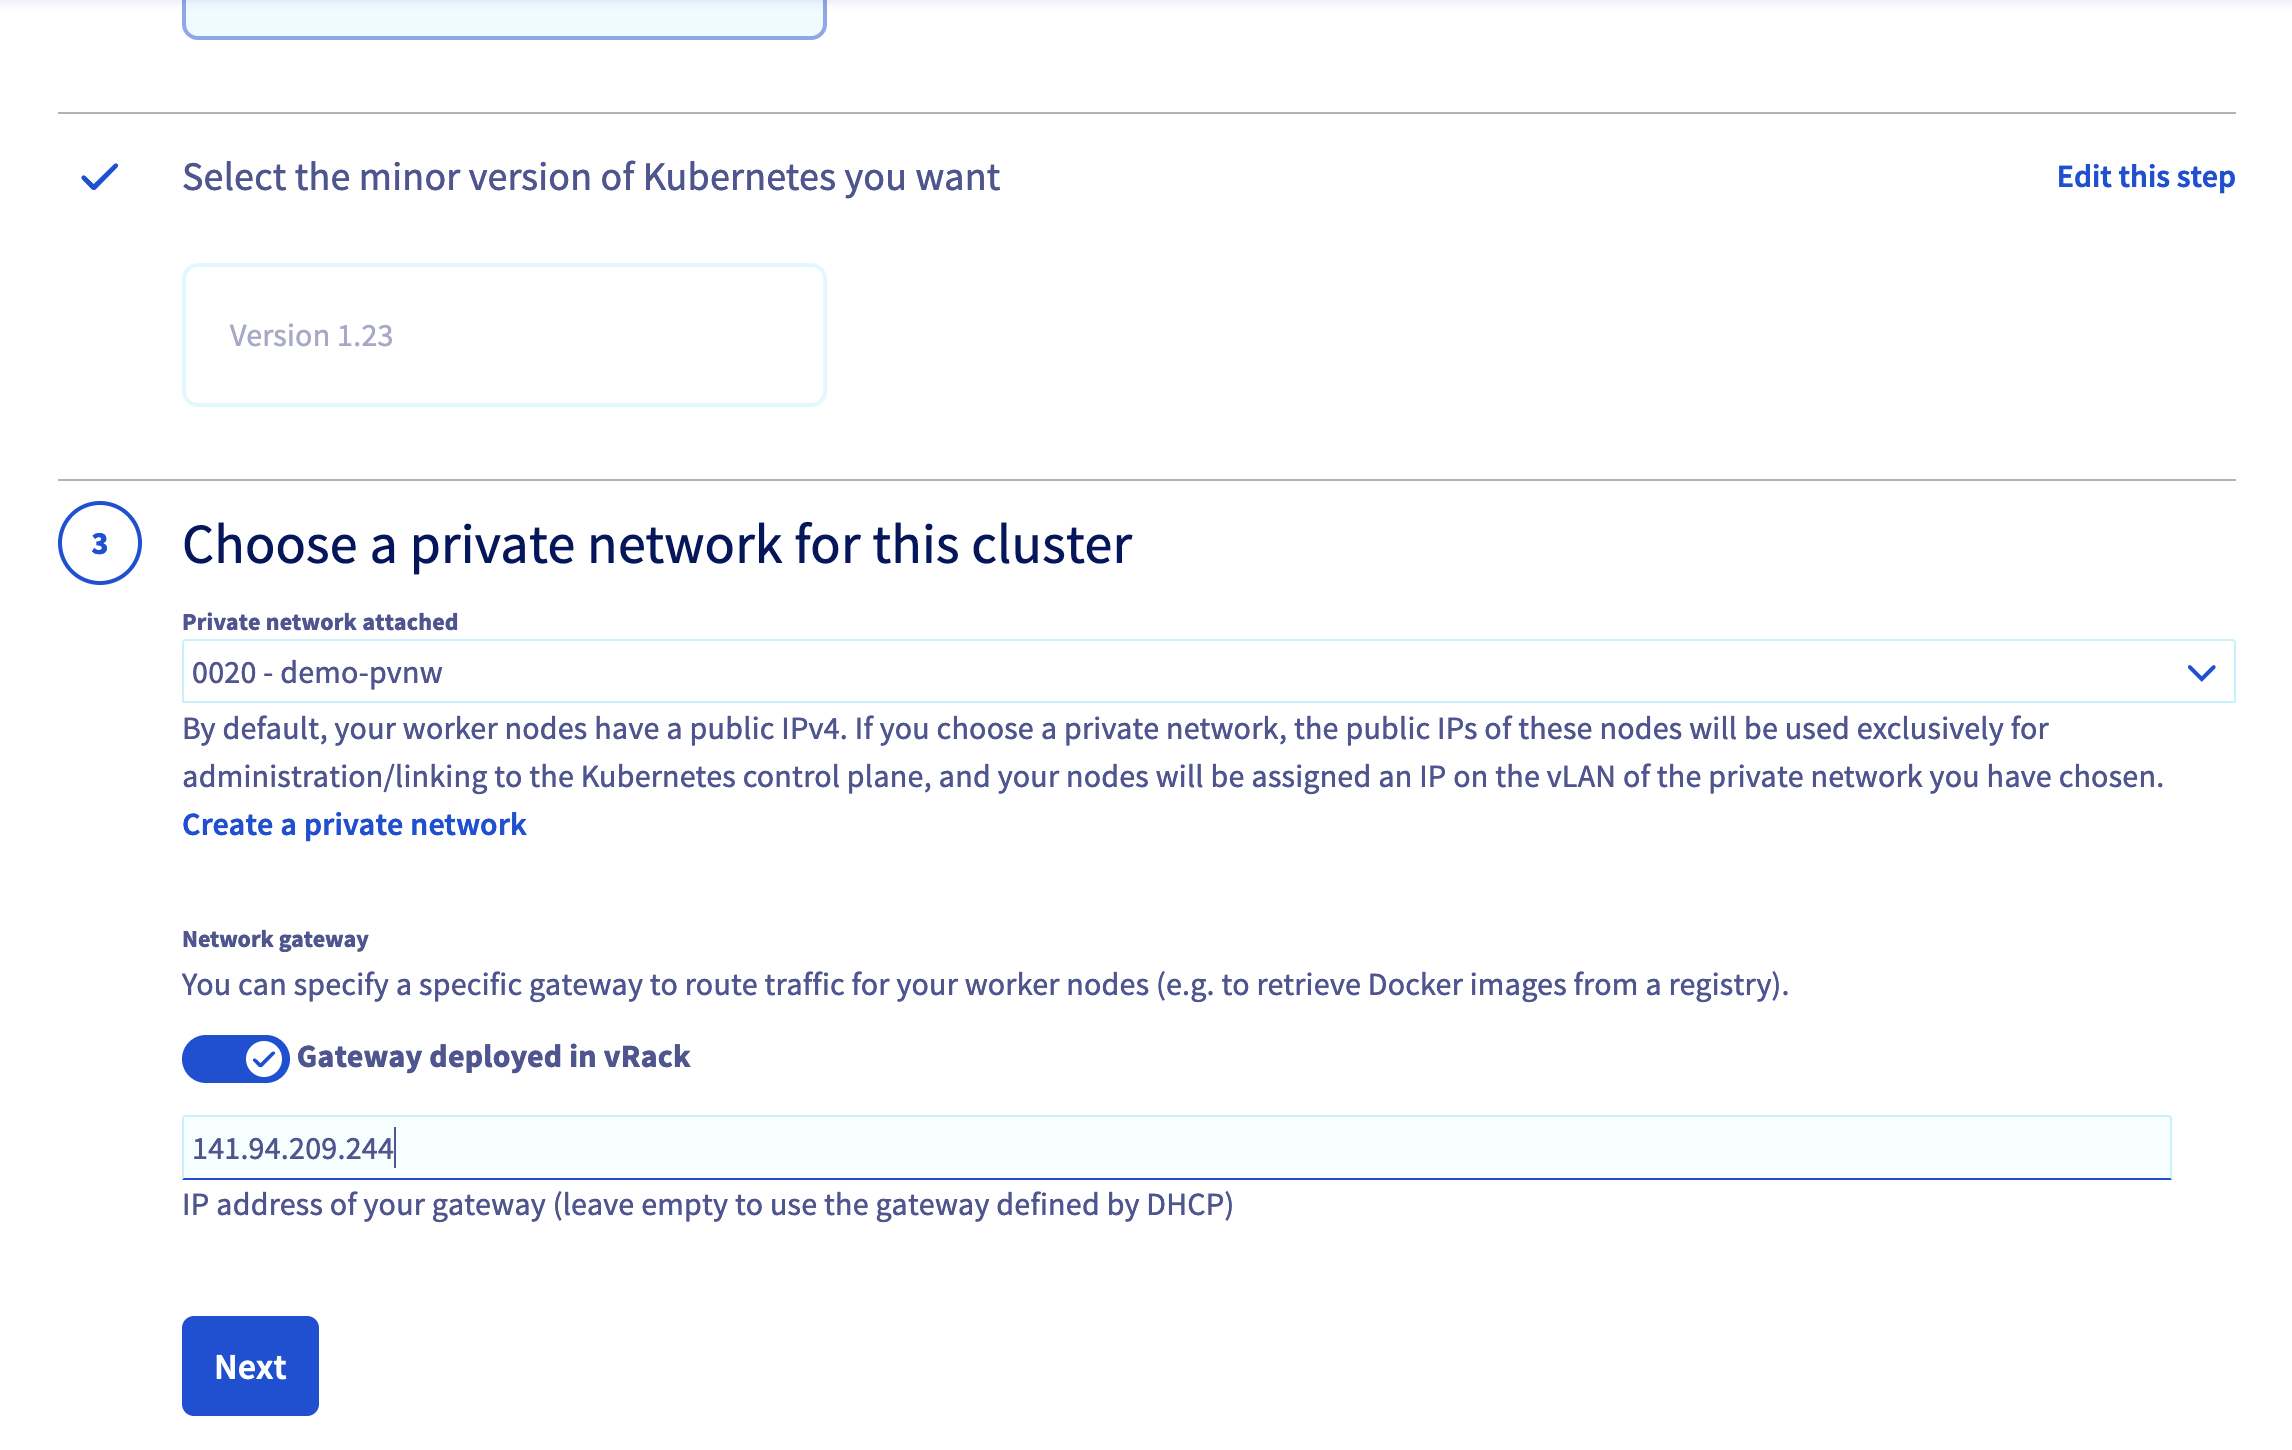 Select the minor version of Kubernetes you want
Edit this step
Version 1.23
3
Choose a private network for this cluster
Private network attached
0020 - demo-pvnw
By default, your worker nodes have a public IPv4. If you choose a private network, the public IPs of these nodes will be used exclusively for
administration/linking to the Kubernetes control plane, and your nodes will be assigned an IP on the vLAN of the private network you have chosen.
Create a private network
Network gateway
You can specify a specific gateway to route traffic for your worker nodes (e.g. to retrieve Docker images from a registry).
Gateway deployed in vRack
141.94.209.244
IP address of your gateway (leave empty to use the gateway defined by DHCP)
Next